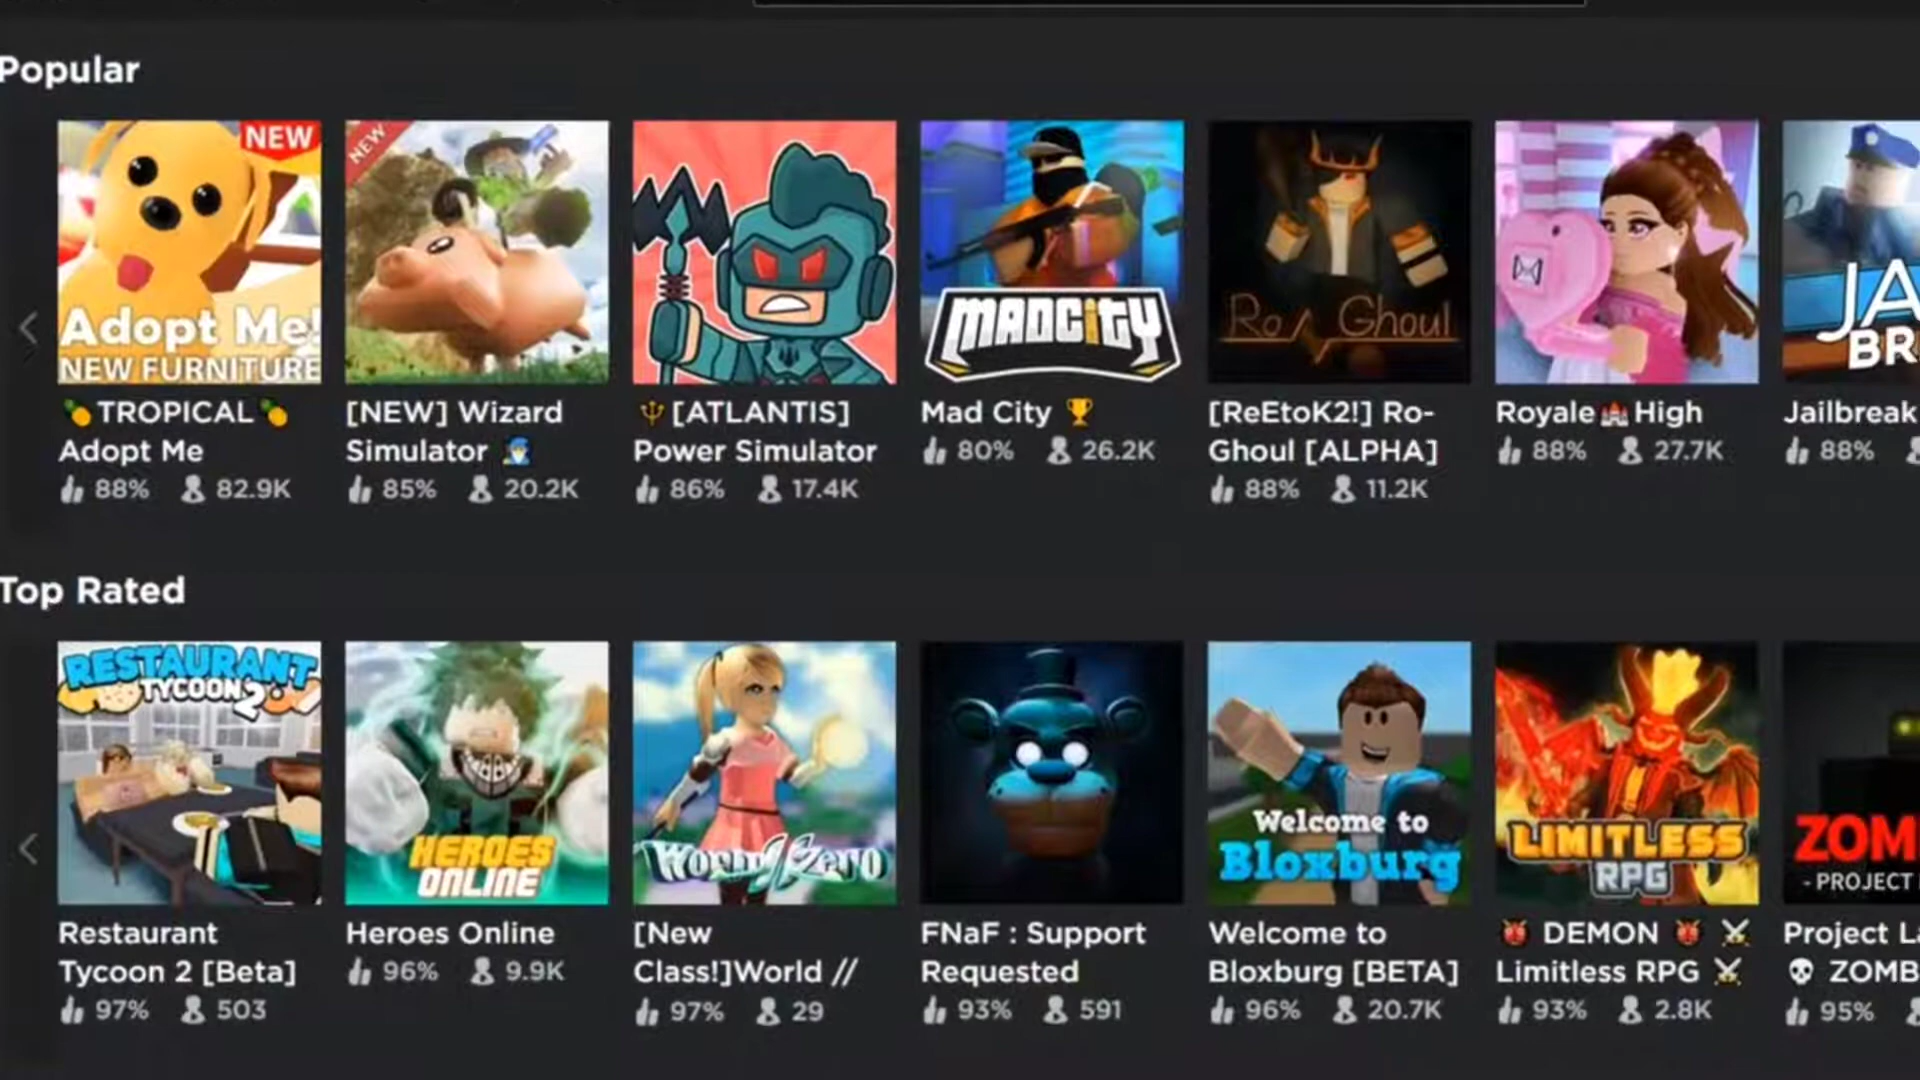 Popular
NEW
Adopt Me!
NEW FURNITURE
🍍TROPICAL🍍
Adopt Me
88% 82.9K
NEW
[NEW] Wizard
Simulator 🧙‍♂️
85% 20.2K
🔱 [ATLANTIS]
Power Simulator
86% 17.4K
MADCITY
Mad City 🏆
80% 26.2K
Ro Ghoul
[ReEtoK2!] Ro-
Ghoul [ALPHA]
88% 11.2K
Royale🏰High
88% 27.7K
JA
BR
Jailbreak
88%
Top Rated
RESTAURANT
TYCOON 2
Restaurant
Tycoon 2 [Beta]
97% 503
HEROES
ONLINE
Heroes Online
96% 9.9K
World//Zero
[New
Class!]World //
97% 29
FNaF : Support
Requested
93% 591
Welcome to
Bloxburg
Welcome to
Bloxburg [BETA]
96% 20.7K
LIMITLESS
RPG
👹 DEMON 👹 ⚔️
Limitless RPG ⚔️
93% 2.8K
ZOM
- PROJECT
Project La
💀 ZOMB
95%